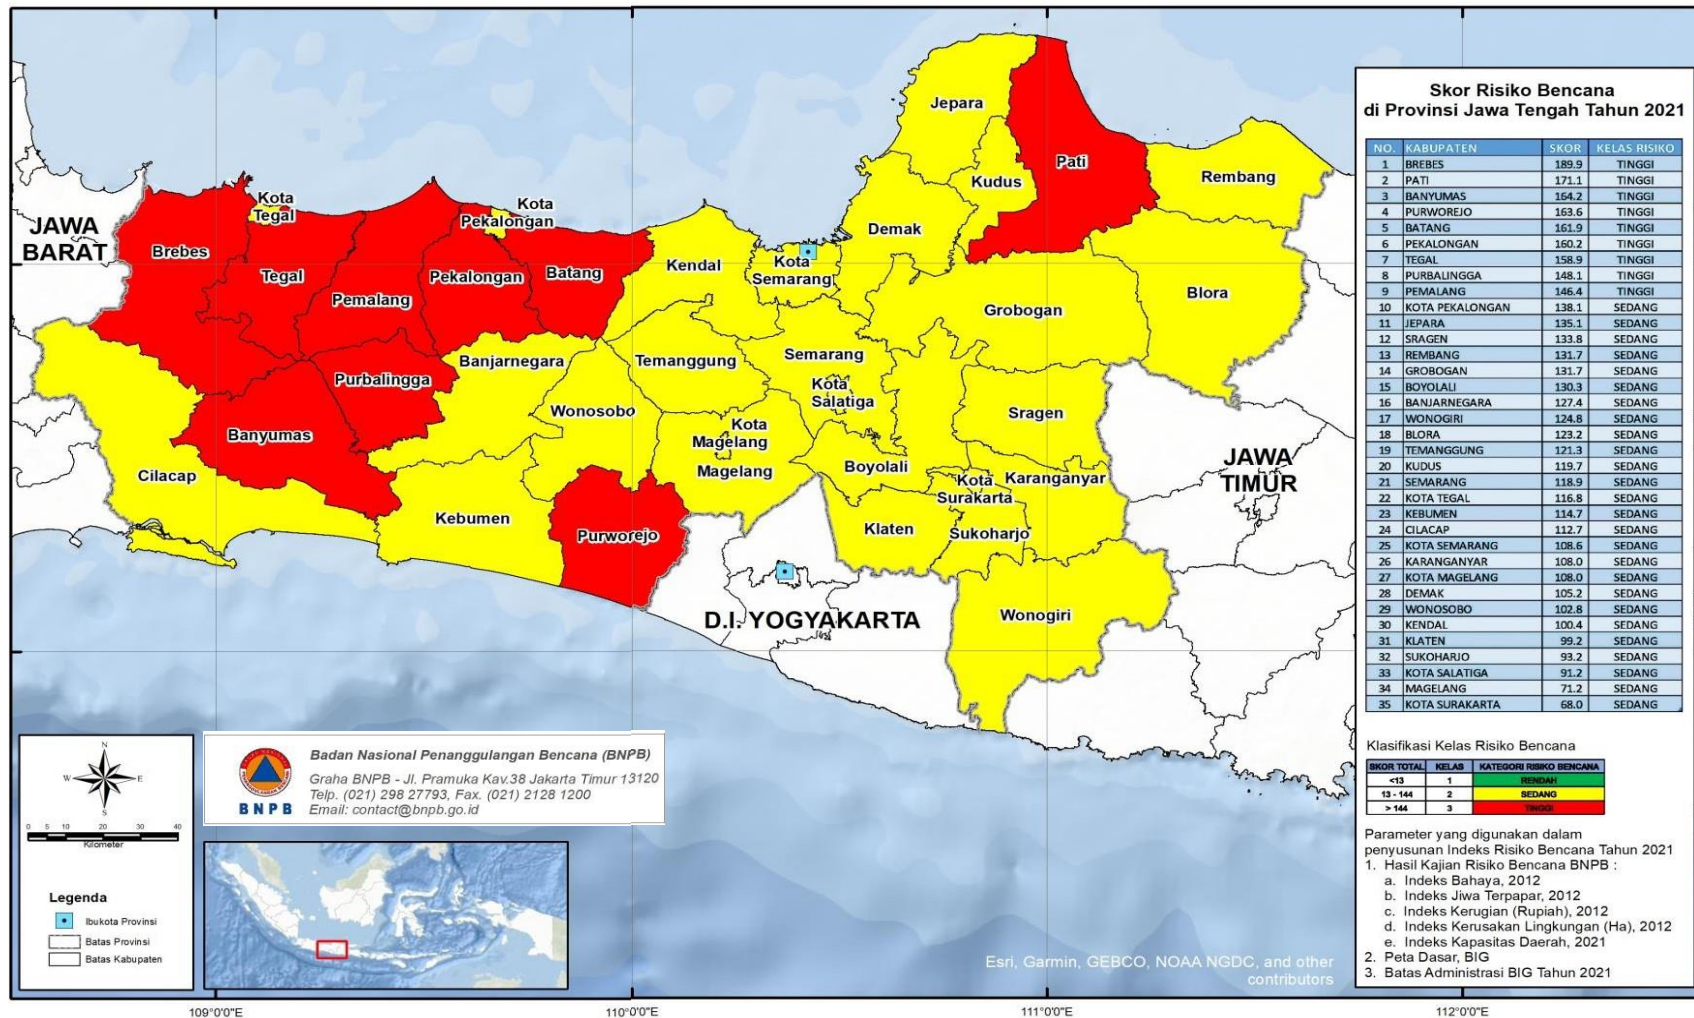 Skor Risiko Bencana
di Provinsi Jawa Tengah Tahun 2021
NO. KABUPATEN SKOR KELAS RISIKO
1 BREBES 189.9 TINGGI
2 PATI 171.1 TINGGI
3 BANYUMAS 164.2 TINGGI
4 PURWOREJO 163.6 TINGGI
5 BATANG 161.9 TINGGI
6 PEKALONGAN 160.2 TINGGI
7 TEGAL 158.9 TINGGI
8 PURBALINGGA 148.1 TINGGI
9 PEMALANG 146.4 TINGGI
10 KOTA PEKALONGAN 138.1 SEDANG
11 JEPARA 135.1 SEDANG
12 SRAGEN 133.8 SEDANG
13 REMBANG 131.7 SEDANG
14 GROBOGAN 131.7 SEDANG
15 BOYOLALI 130.3 SEDANG
16 BANJARNEGARA 127.4 SEDANG
17 WONOGIRI 124.8 SEDANG
18 BLORA 123.2 SEDANG
19 TEMANGGUNG 121.3 SEDANG
20 KUDUS 119.7 SEDANG
21 SEMARANG 118.9 SEDANG
22 KOTA TEGAL 116.8 SEDANG
23 KEBUMEN 114.7 SEDANG
24 CILACAP 112.7 SEDANG
25 KOTA SEMARANG 108.6 SEDANG
26 KARANGANYAR 108.0 SEDANG
27 KOTA MAGELANG 108.0 SEDANG
28 DEMAK 105.2 SEDANG
29 WONOSOBO 102.8 SEDANG
30 KENDAL 100.4 SEDANG
31 KLATEN 99.2 SEDANG
32 SUKOHARJO 93.2 SEDANG
33 KOTA SALATIGA 91.2 SEDANG
34 MAGELANG 71.2 SEDANG
35 KOTA SURAKARTA 68.0 SEDANG
Klasifikasi Kelas Risiko Bencana
SKOR TOTAL KELAS KATEGORI RISIKO BENCANA
<13 1 RENDAH
13 - 144 2 SEDANG
> 144 3 TINGGI
Parameter yang digunakan dalam
penyusunan Indeks Risiko Bencana Tahun 2021
1. Hasil Kajian Risiko Bencana BNPB :
a. Indeks Bahaya, 2012
b. Indeks Jiwa Terpapar, 2012
c. Indeks Kerugian (Rupiah), 2012
d. Indeks Kerusakan Lingkungan (Ha), 2012
e. Indeks Kapasitas Daerah, 2021
2. Peta Dasar, BIG
3. Batas Administrasi BIG Tahun 2021
JAWA
BARAT
Brebes
Kota
Tegal
Tegal
Pemalang
Kota
Pekalongan
Pekalongan
Batang
Kendal
Kota
Semarang
Demak
Jepara
Kudus
Pati
Rembang
Blora
Grobogan
Banjarnegara
Purbalingga
Banyumas
Cilacap
Temanggung
Wonosobo
Semarang
Kota
Salatiga
Kota
Magelang
Magelang
Boyolali
Sragen
Kota
Surakarta
Karanganyar
Kebumen
Purworejo
Klaten
Sukoharjo
Wonogiri
JAWA
TIMUR
D.I. YOGYAKARTA
N
W E
S
0 5 10 20 30 40
Kilometer
Legenda
Ibukota Provinsi
Batas Provinsi
Batas Kabupaten
BNPB
Badan Nasional Penanggulangan Bencana (BNPB)
Graha BNPB - Jl. Pramuka Kav.38 Jakarta Timur 13120
Telp. (021) 298 27793, Fax. (021) 2128 1200
Email: contact@bnpb.go.id
Esri, Garmin, GEBCO, NOAA NGDC, and other
contributors
109°0'0"E 110°0'0"E 111°0'0"E 112°0'0"E